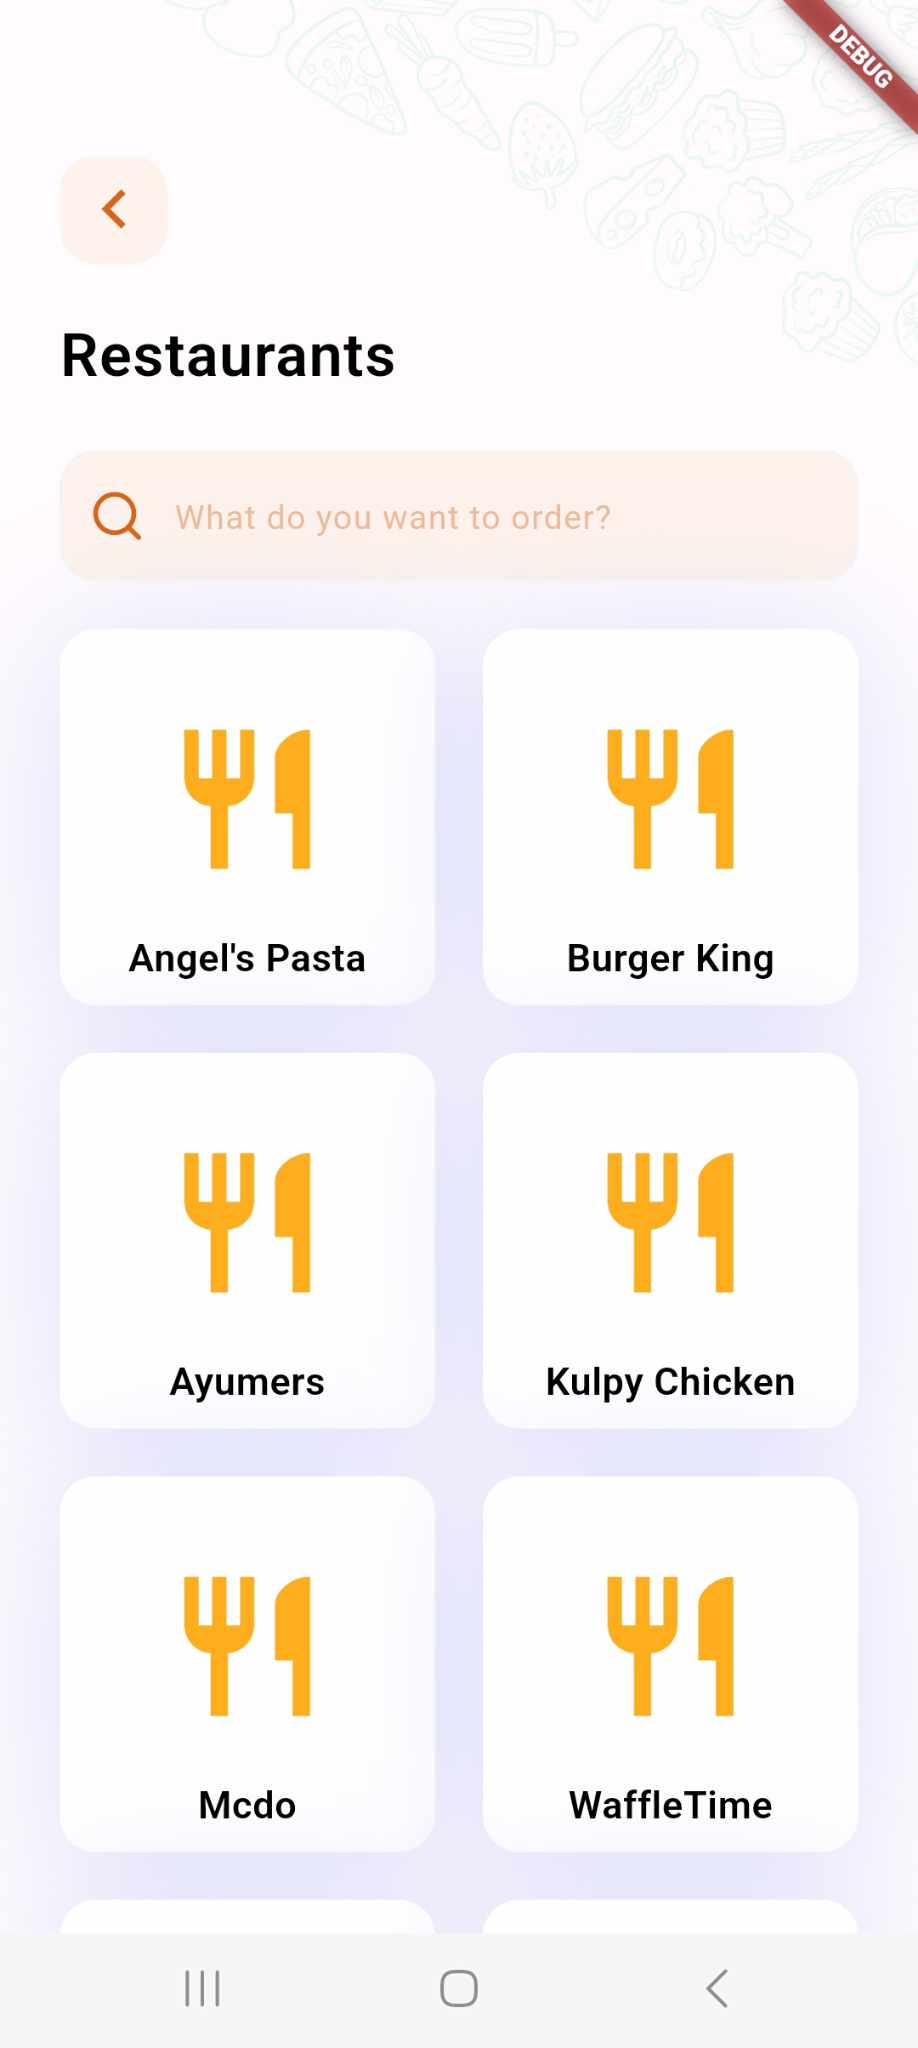 DEBUG
Restaurants
What do you want to order?
Angel's Pasta
Burger King
Ayumers
Kulpy Chicken
Mcdo
WaffleTime